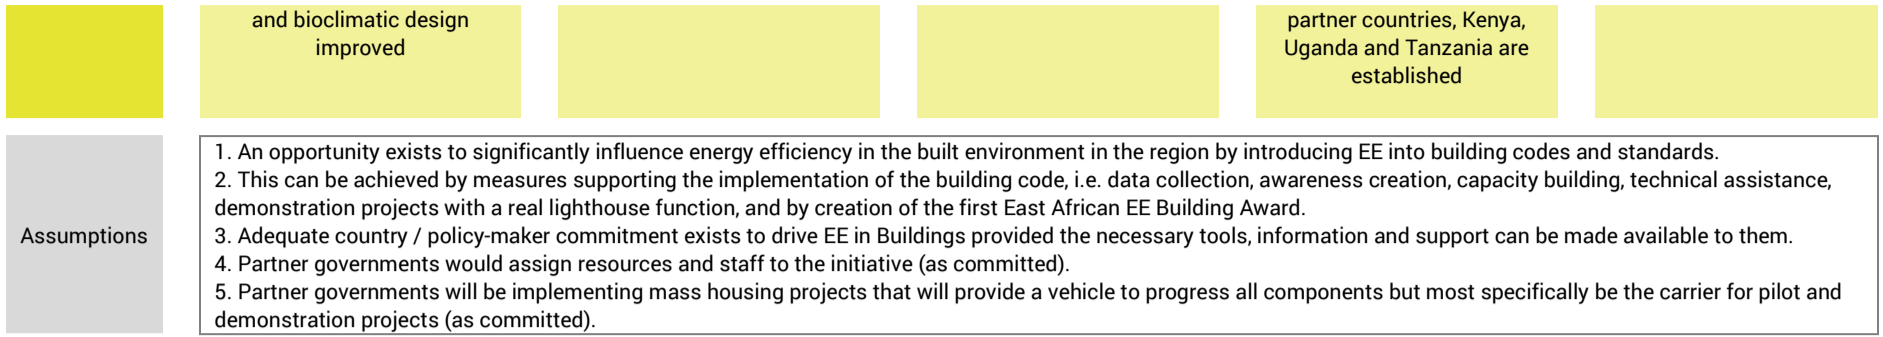 and bioclimatic design
improved
partner countries, Kenya,
Uganda and Tanzania are
established
Assumptions
1. An opportunity exists to significantly influence energy efficiency in the built environment in the region by introducing EE into building codes and standards.
2. This can be achieved by measures supporting the implementation of the building code, i.e. data collection, awareness creation, capacity building, technical assistance,
demonstration projects with a real lighthouse function, and by creation of the first East African EE Building Award.
3. Adequate country / policy-maker commitment exists to drive EE in Buildings provided the necessary tools, information and support can be made available to them.
4. Partner governments would assign resources and staff to the initiative (as committed).
5. Partner governments will be implementing mass housing projects that will provide a vehicle to progress all components but most specifically be the carrier for pilot and
demonstration projects (as committed).